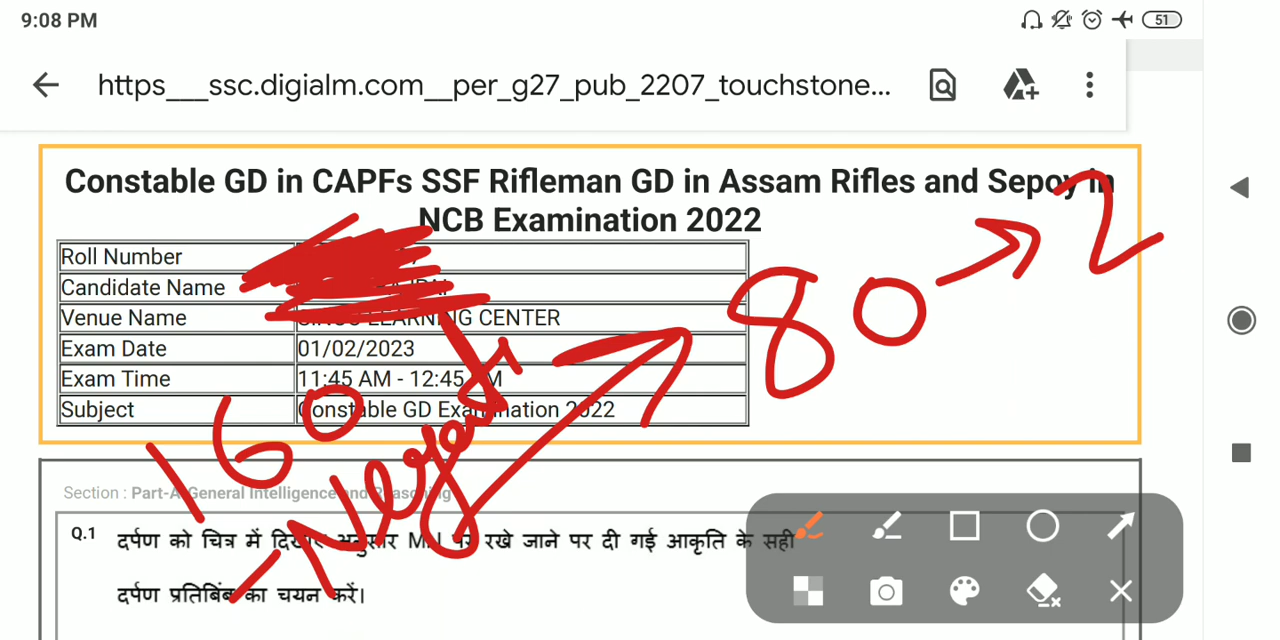 9:08 PM
51
https___ssc.digialm.com__per_g27_pub_2207_touchstone...
Constable GD in CAPFs SSF Rifleman GD in Assam Rifles and Sepoy in
NCB Examination 2022
Roll Number
Candidate Name
Venue Name LEARNING CENTER
Exam Date 01/02/2023
Exam Time 11:45 AM - 12:45 PM
Subject Constable GD Examination 2022
80 → 2
160
Section : Part-A General Intelligence and Reasoning
Q.1 दर्पण को चित्र में दिखाए अनुसार MN पर रखे जाने पर दी गई आकृति के सही
दर्पण प्रतिबिंब का चयन करें।